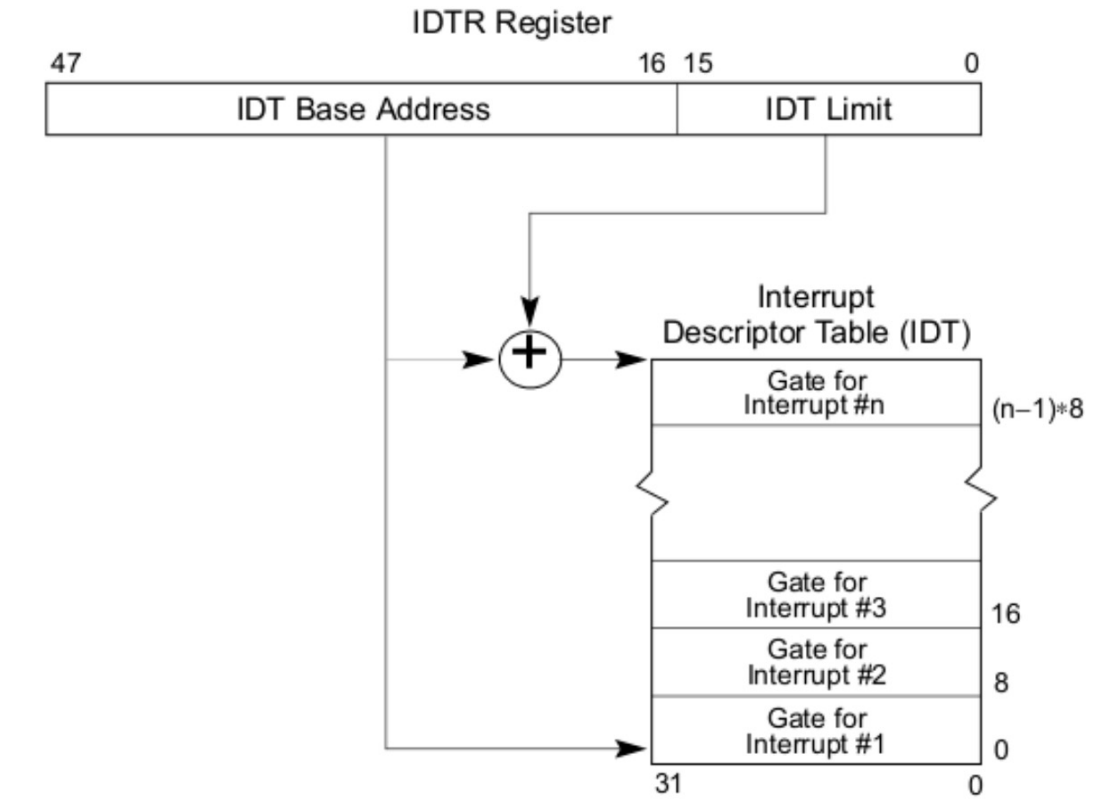 IDTR Register
47 16 15 0
IDT Base Address IDT Limit
+
Interrupt
Descriptor Table (IDT)
Gate for
Interrupt #n
(n−1)*8
Gate for
Interrupt #3
16
Gate for
Interrupt #2
8
Gate for
Interrupt #1
0
31 0